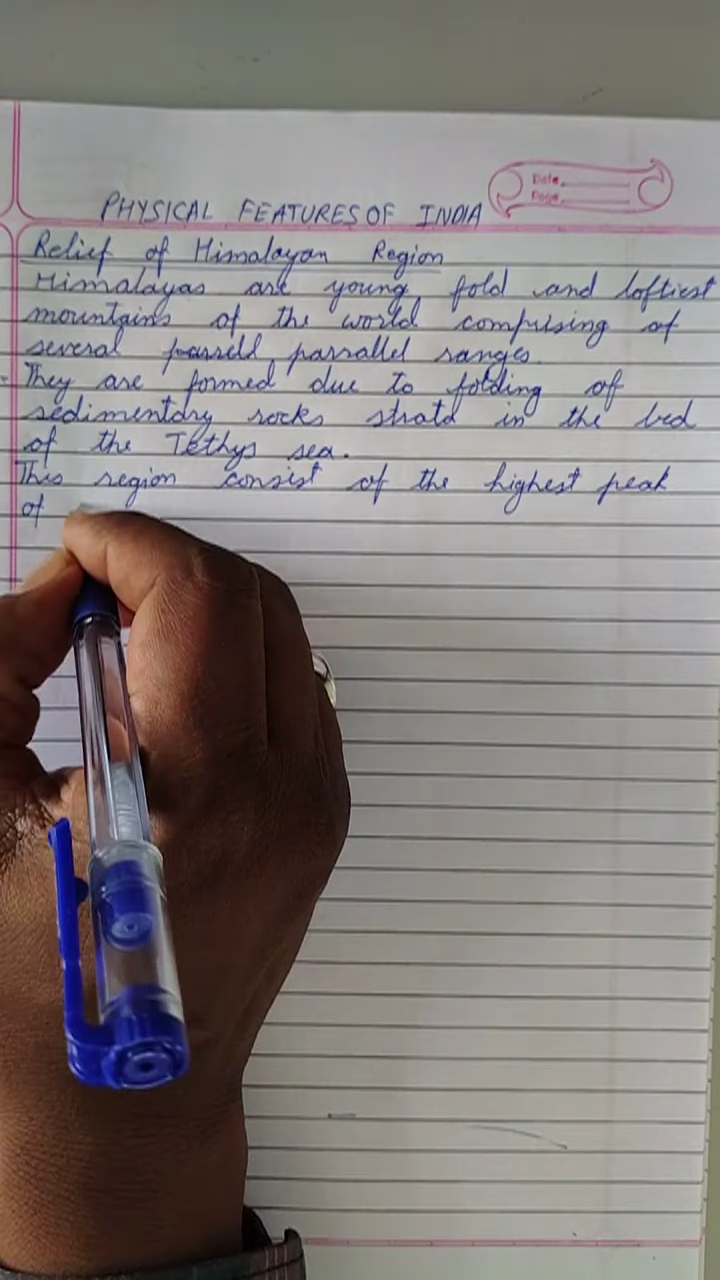 Date
Page
PHYSICAL FEATURES OF INDIA
Relief of Himalayan Region
Himalayas are young fold and loftiest
mountains of the world comprising of
several parrell parrallel ranges.
They are formed due to folding of
sedimentary rocks strata in the bed
of the Tethys sea.
This region consist of the highest peak
of